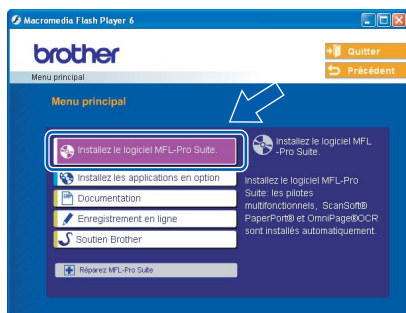 Macromedia Flash Player 6
brother
Quitter
Précédent
Menu principal
Menu principal
Installez le logiciel MFL-Pro Suite.
Installez les applications en option
Documentation
Enregistrement en ligne
Soutien Brother
Réparez MFL-Pro Suite
Installez le logiciel MFL
-Pro Suite.
Installez le logiciel MFL-Pro
Suite: les pilotes
multifonctionnels, ScanSoft®
PaperPort® et OmniPage®OCR
sont installés automatiquement.